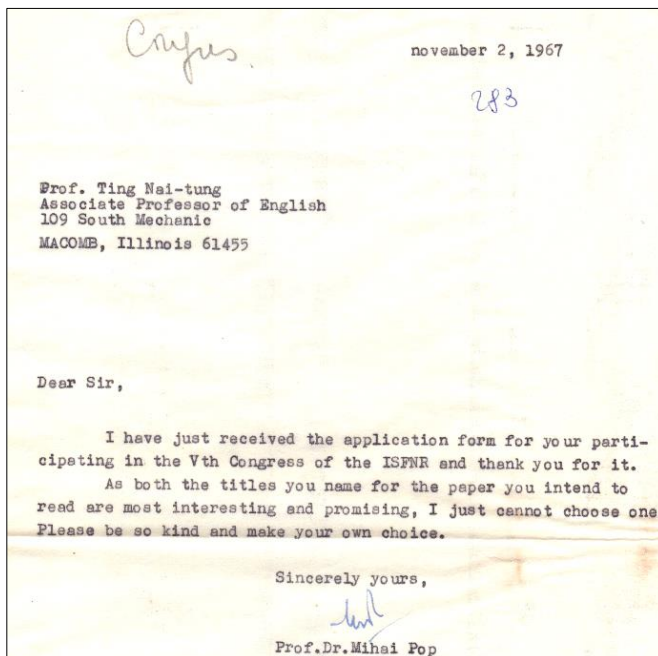 Congres.
november 2, 1967
283
Prof. Ting Nai-tung
Associate Professor of English
109 South Mechanic
MACOMB, Illinois 61455
Dear Sir,
I have just received the application form for your parti-
cipating in the Vth Congress of the ISFNR and thank you for it.
As both the titles you name for the paper you intend to
read are most interesting and promising, I just cannot choose one
Please be so kind and make your own choice.
Sincerely yours,
Prof.Dr.Mihai Pop